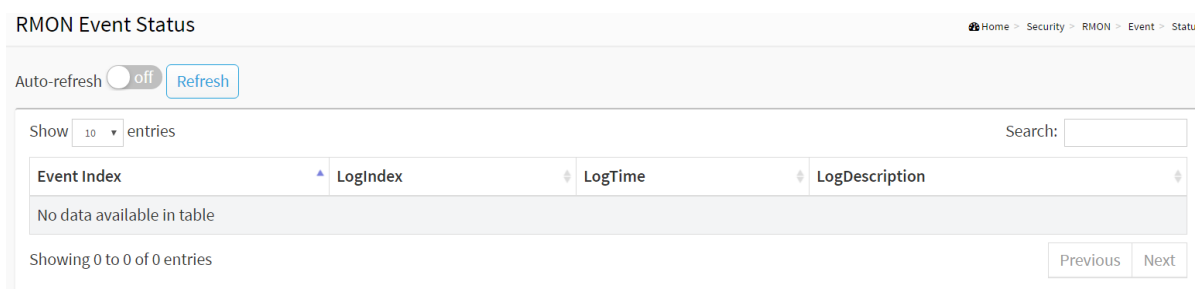 RMON Event Status
Home > Security > RMON > Event > Statu
Auto-refresh off Refresh
Show 10 entries Search:
Event Index LogIndex LogTime LogDescription
No data available in table
Showing 0 to 0 of 0 entries
Previous Next